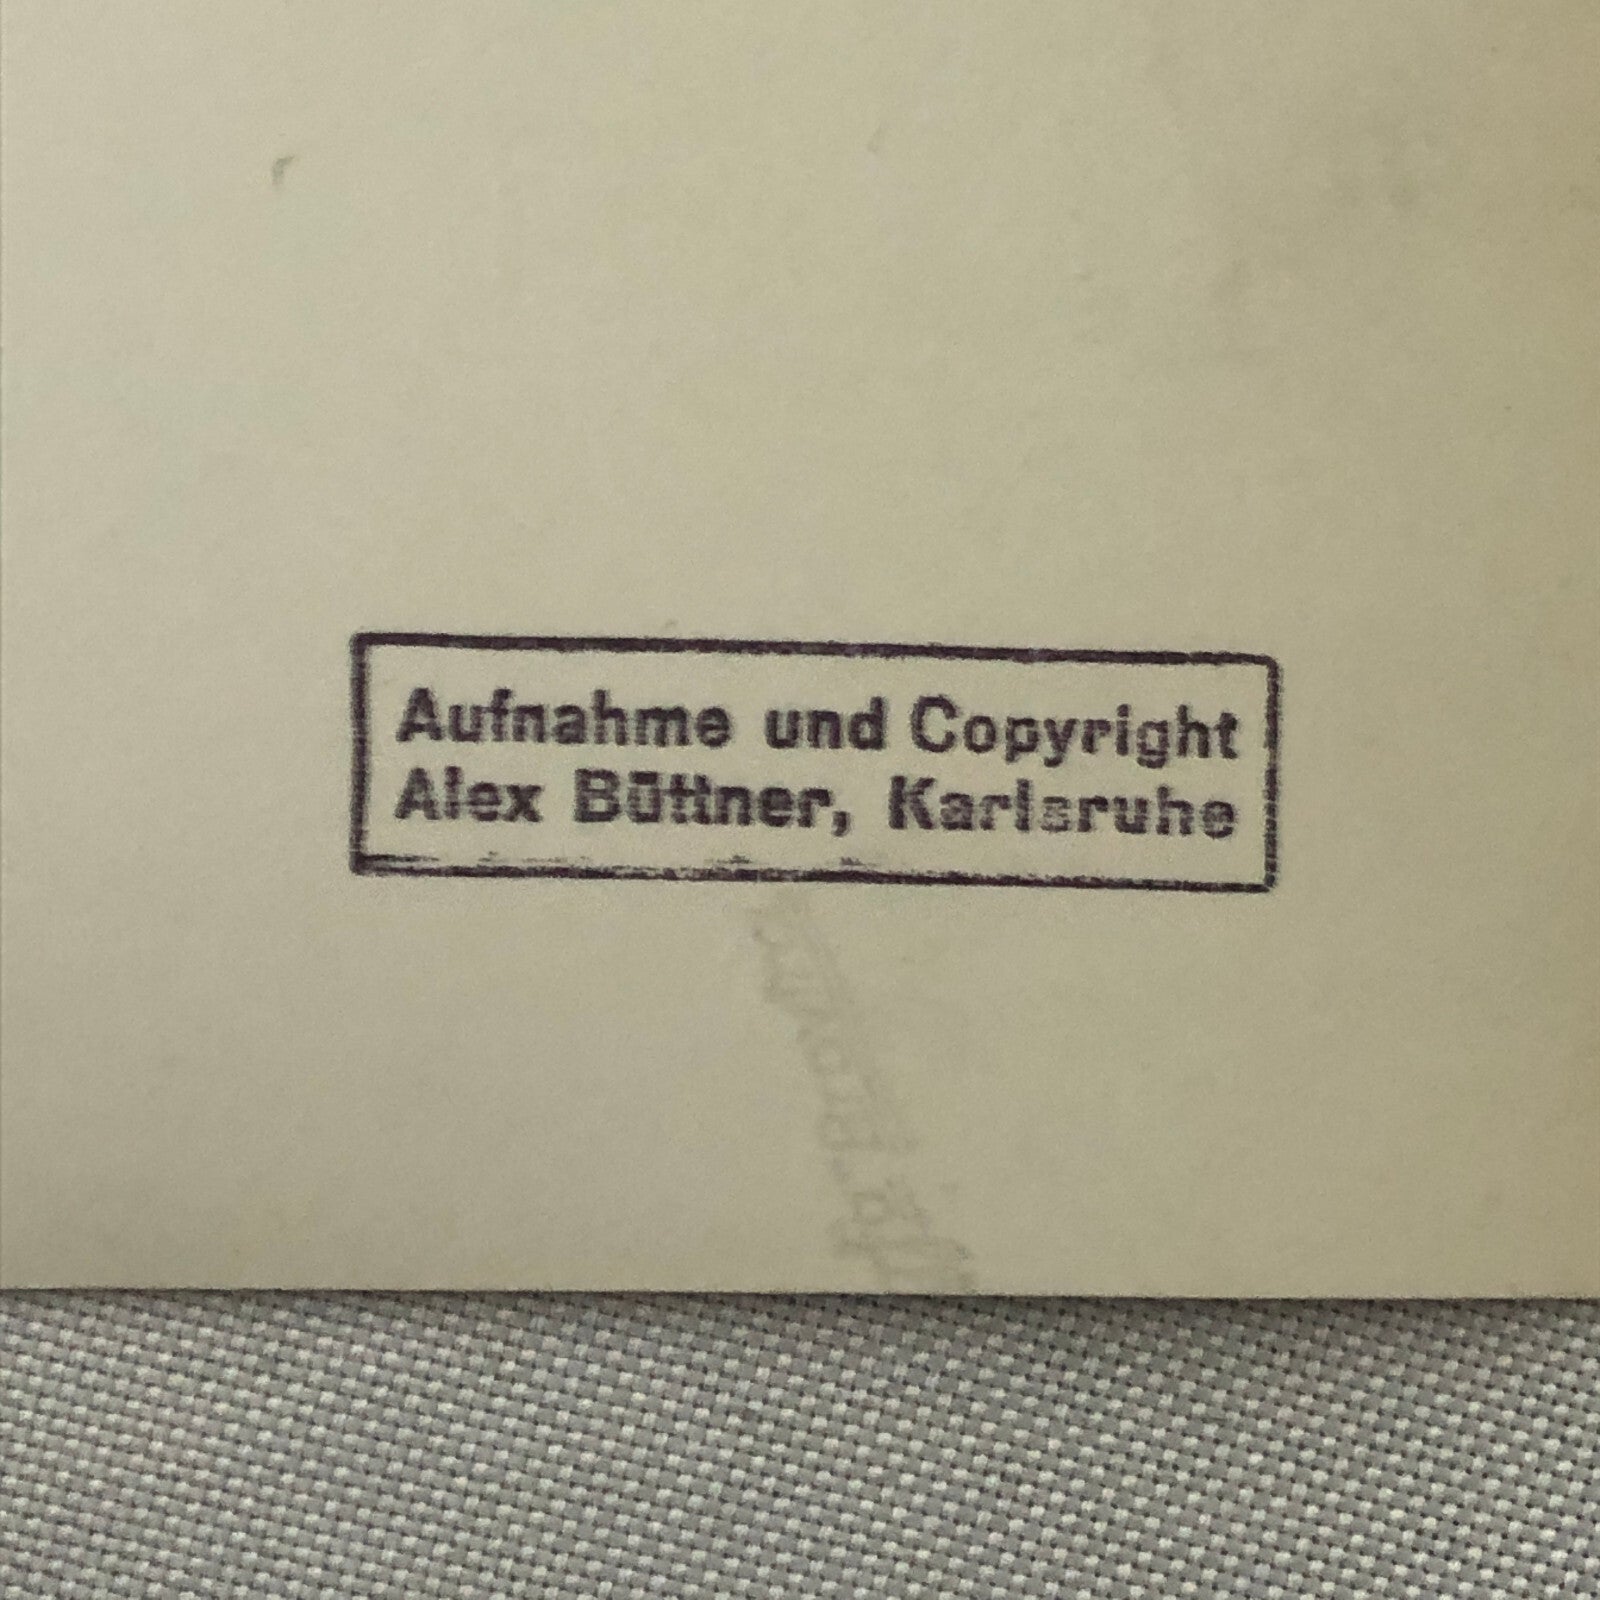 Aufnahme und Copyright
Alex Büttner, Karlsruhe